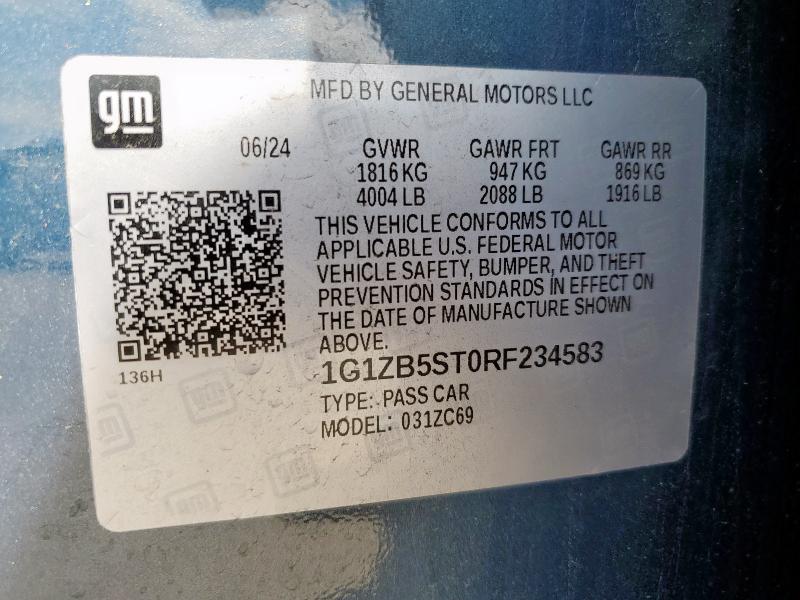 gm
MFD BY GENERAL MOTORS LLC
06/24 GVWR GAWR FRT GAWR RR
1816 KG 947 KG 869 KG
4004 LB 2088 LB 1916 LB
THIS VEHICLE CONFORMS TO ALL
APPLICABLE U.S. FEDERAL MOTOR
VEHICLE SAFETY, BUMPER, AND THEFT
PREVENTION STANDARDS IN EFFECT ON
THE DATE OF MANUFACTURE SHOWN
ABOVE.
136H
1G1ZB5ST0RF234583
TYPE: PASS CAR
MODEL: 031ZC69